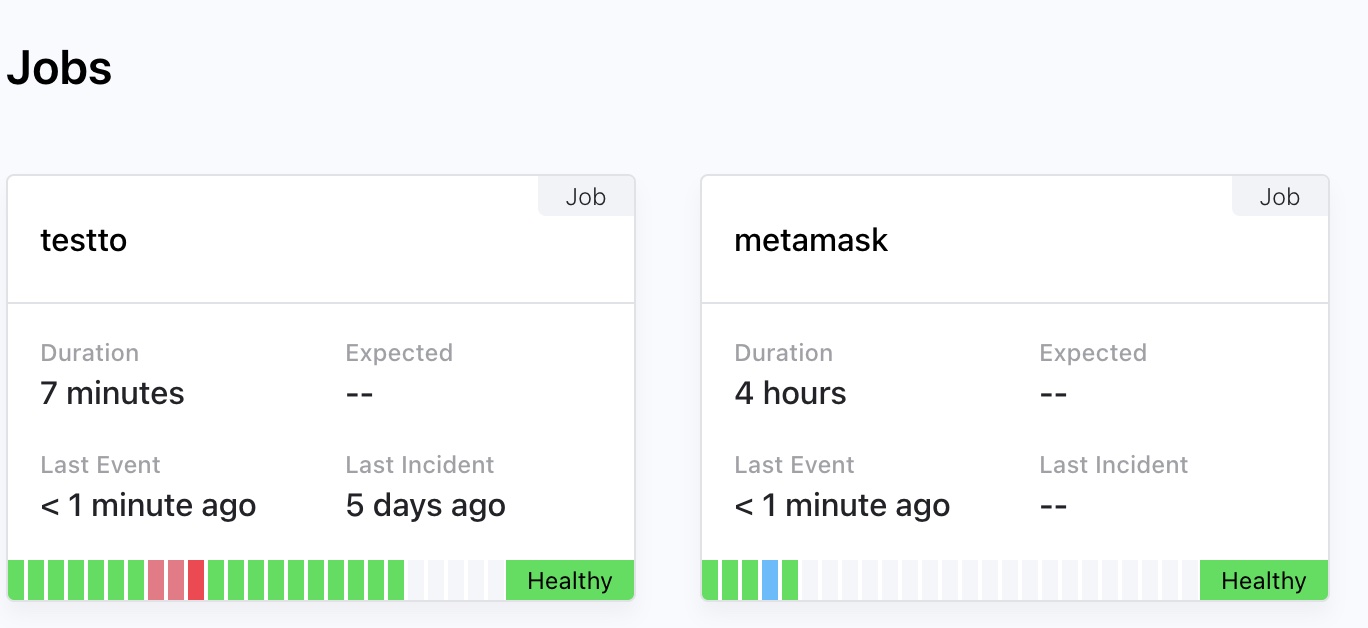 Jobs
Job
testto
Duration
Expected
7 minutes
--
Last Event
Last Incident
< 1 minute ago
5 days ago
Healthy
Job
metamask
Duration
Expected
4 hours
--
Last Event
Last Incident
< 1 minute ago
--
Healthy